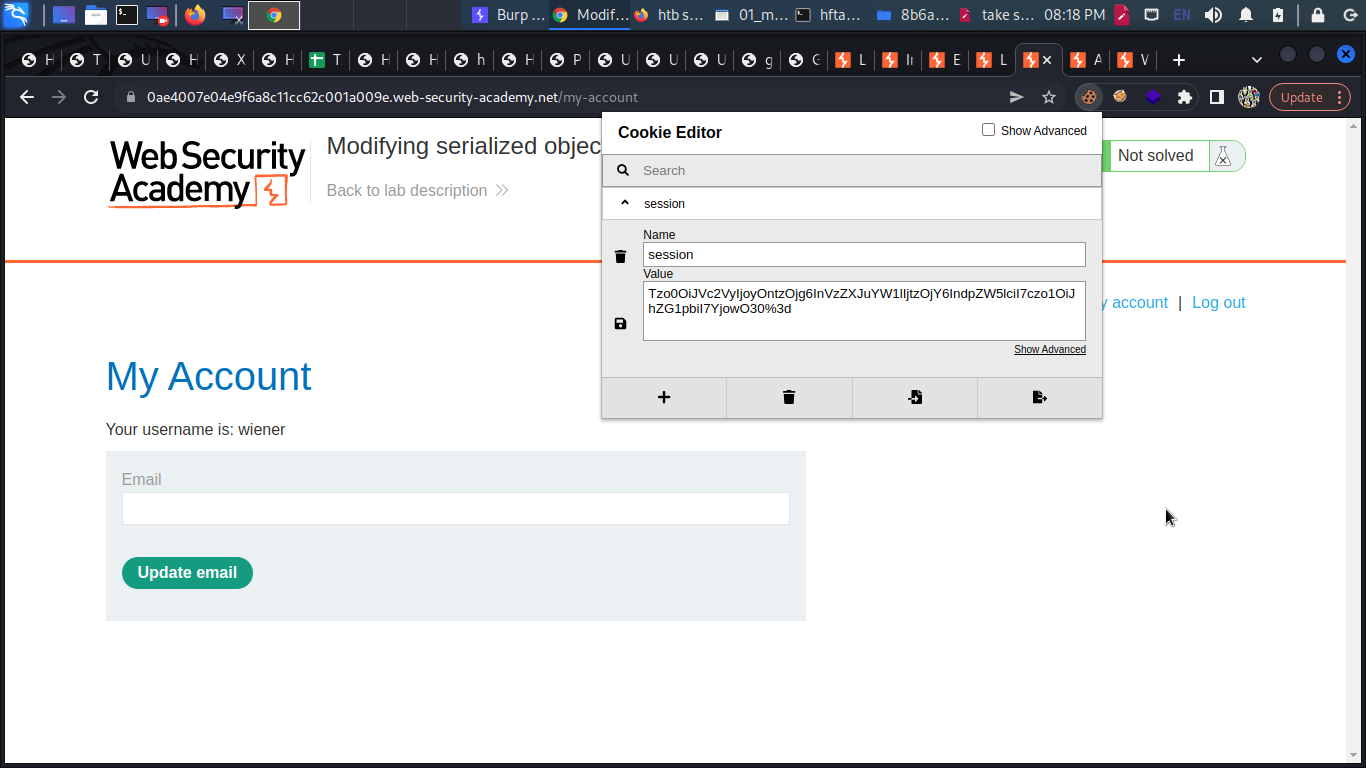 Burp ...
Modif...
htb s...
01_m...
hfta...
8b6a...
take s...
08:18 PM
EN
H
T
U
H
X
H
T
H
H
h
H
P
U
U
U
g
G
L
E
L
A
V
0ae4007e04e9f6a8c11cc62c001a009e.web-security-academy.net/my-account
Update
Web Security
Academy
Modifying serialized objec
Back to lab description
Not solved
Cookie Editor
Show Advanced
Search
session
Name
session
Value
Tzo0OiJVc2VyIjoyOntzOjg6InVzZXJuYW1lIjtzOjY6IndpZW5lciI7czo1OiJ
hZG1pbiI7YjowO30%3d
Show Advanced
y account | Log out
My Account
Your username is: wiener
Email
Update email